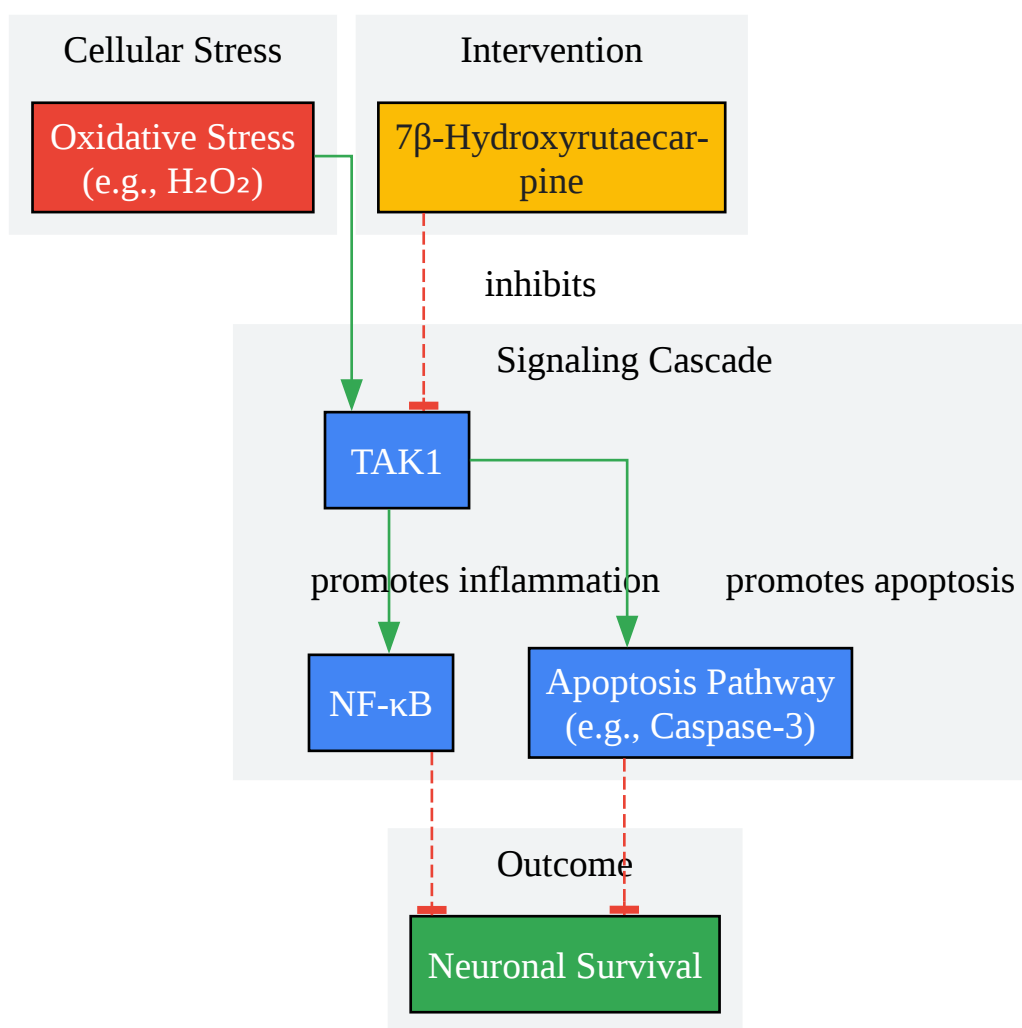 Cellular Stress
Intervention
Oxidative Stress
(e.g., H₂O₂)
7β-Hydroxyrutaecar-
pine
inhibits
Signaling Cascade
TAK1
promotes inflammation
promotes apoptosis
NF-κB
Apoptosis Pathway
(e.g., Caspase-3)
Outcome
Neuronal Survival